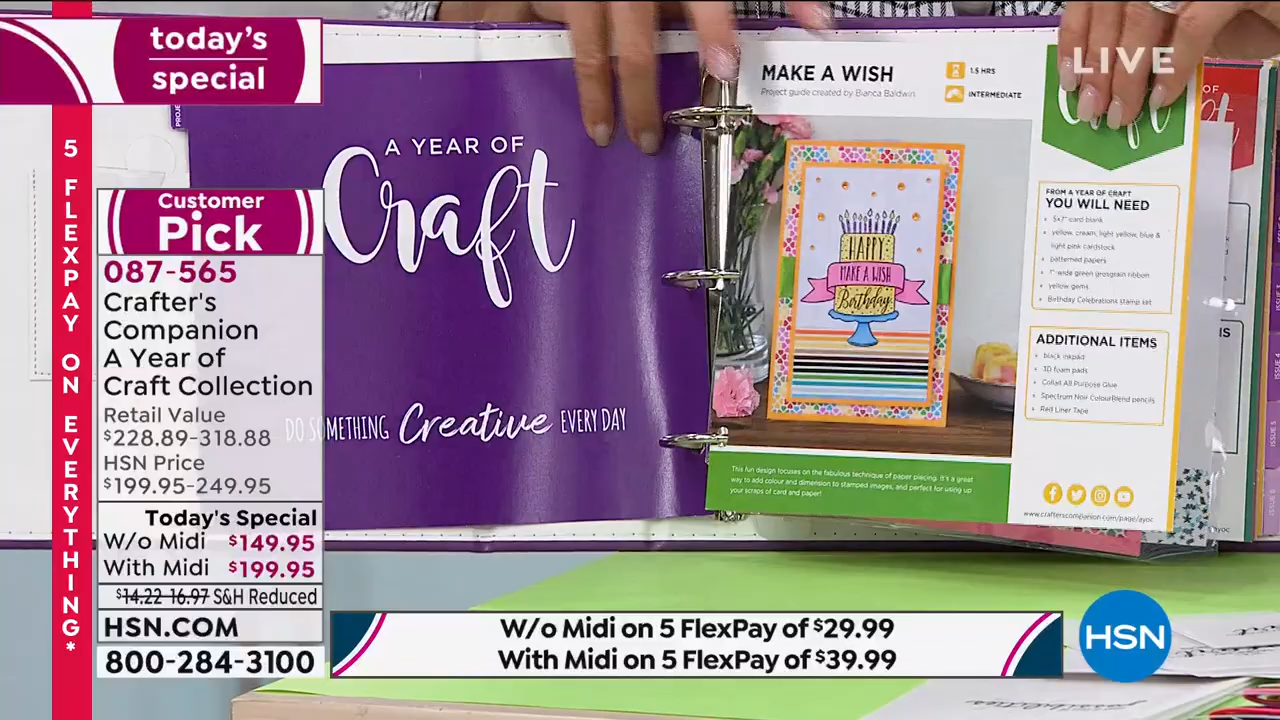 today's
special
5 FLEXPAY ON EVERYTHING*
Customer
Pick
087-565
Crafter's
Companion
A Year of
Craft Collection
Retail Value
$228.89-318.88
HSN Price
$199.95-249.95
Today's Special
W/o Midi $149.95
With Midi $199.95
$14.22-16.97 S&H Reduced
HSN.COM
800-284-3100
A YEAR OF
Craft
DO SOMETHING Creative EVERY DAY
MAKE A WISH
Project guide created by Bianca Baldwin
1.5 HRS
INTERMEDIATE
LIVE
Craft
HAPPY
MAKE A WISH
Birthday
FROM A YEAR OF CRAFT
YOU WILL NEED
5x7" card blank
yellow, cream, light yellow, blue &
light pink cardstock
patterned papers
1" wide green grosgrain ribbon
yellow gems
Birthday Celebrations stamp set
ADDITIONAL ITEMS
black inkpad
3D foam pads
Collall All Purpose Glue
Spectrum Noir ColourBlend pencils
Red Liner Tape
This fun design focuses on the fabulous technique of paper piecing. It's a great
way to add colour and dimension to stamped images, and perfect for using up
your scraps of card and paper!
www.crafterscompanion.com/page/ayoc
OF
ISSUE 4
ISSUE 5
W/o Midi on 5 FlexPay of $29.99
With Midi on 5 FlexPay of $39.99
HSN
possibilities